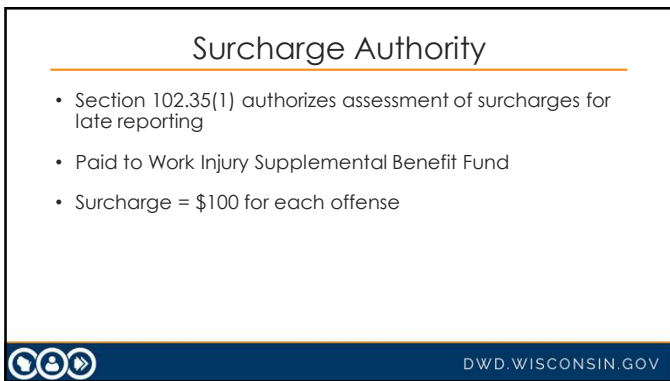 Surcharge Authority
• Section 102.35(1) authorizes assessment of surcharges for
late reporting
• Paid to Work Injury Supplemental Benefit Fund
• Surcharge = $100 for each offense
DWD.WISCONSIN.GOV